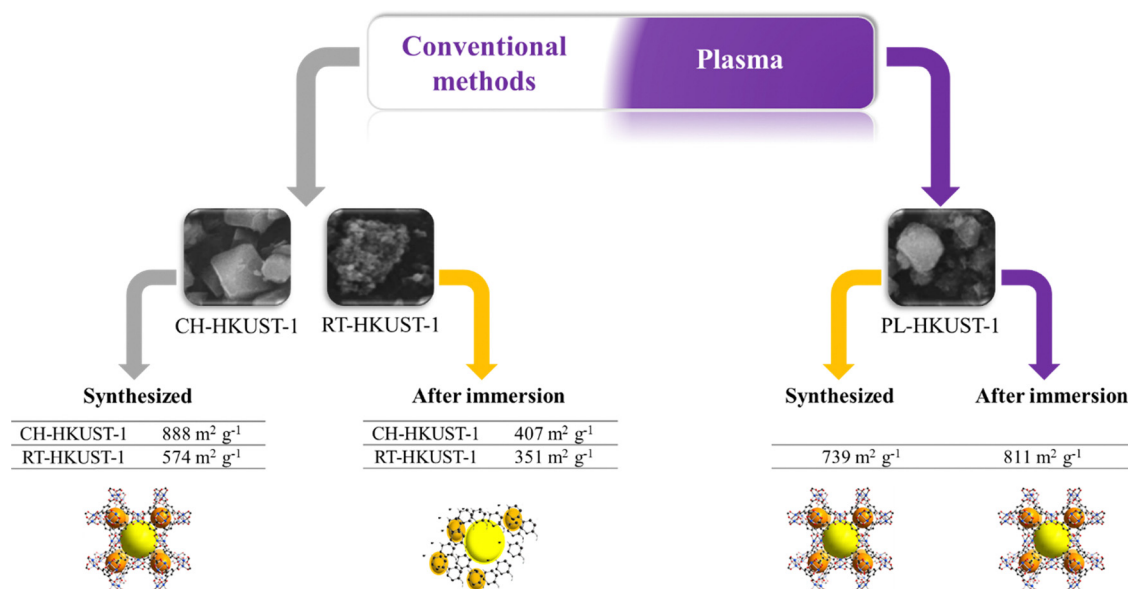 Conventional
methods
Plasma
CH-HKUST-1
RT-HKUST-1
PL-HKUST-1
Synthesized
After immersion
Synthesized
After immersion
CH-HKUST-1 888 m² g⁻¹
RT-HKUST-1 574 m² g⁻¹
CH-HKUST-1 407 m² g⁻¹
RT-HKUST-1 351 m² g⁻¹
739 m² g⁻¹ 811 m² g⁻¹